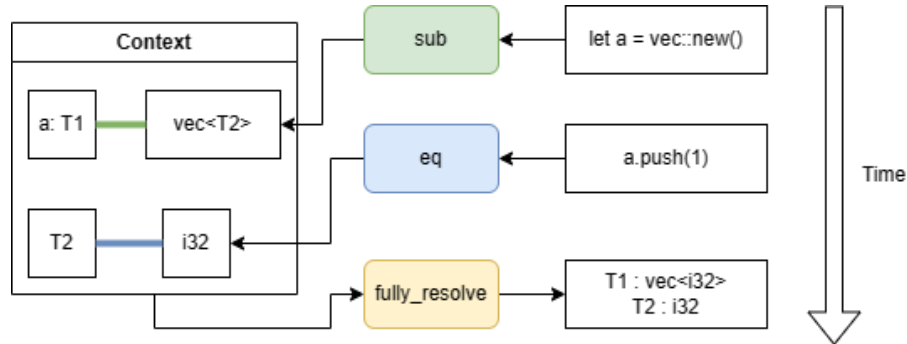 Context
sub
let a = vec::new()
a: T1
vec<T2>
eq
a.push(1)
Time
T2
i32
fully_resolve
T1 : vec<i32>
T2 : i32